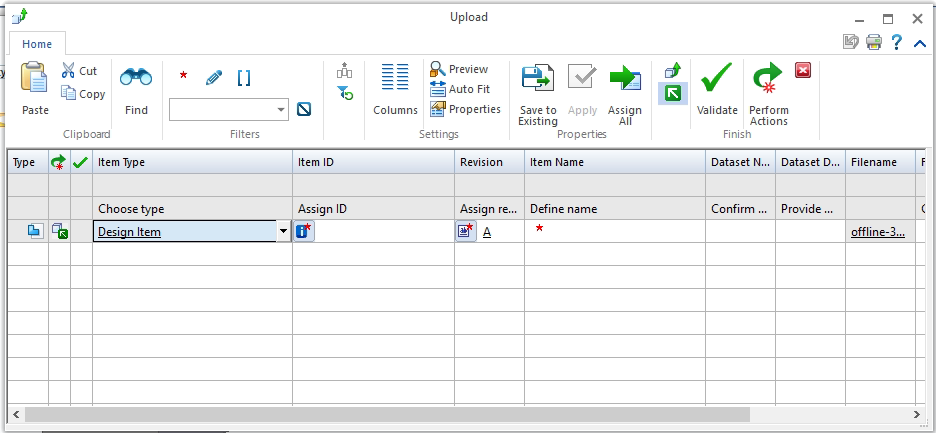 Upload
Home
Paste
Cut
Copy
Clipboard
Find
Filters
Columns
Preview
Auto Fit
Properties
Settings
Save to
Existing
Apply
Assign
All
Properties
Validate
Perform
Actions
Finish
Type Item Type Item ID Revision Item Name Dataset N... Dataset D... Filename F
Choose type Assign ID Assign re... Define name Confirm ... Provide ...
Design Item A * offline-3...